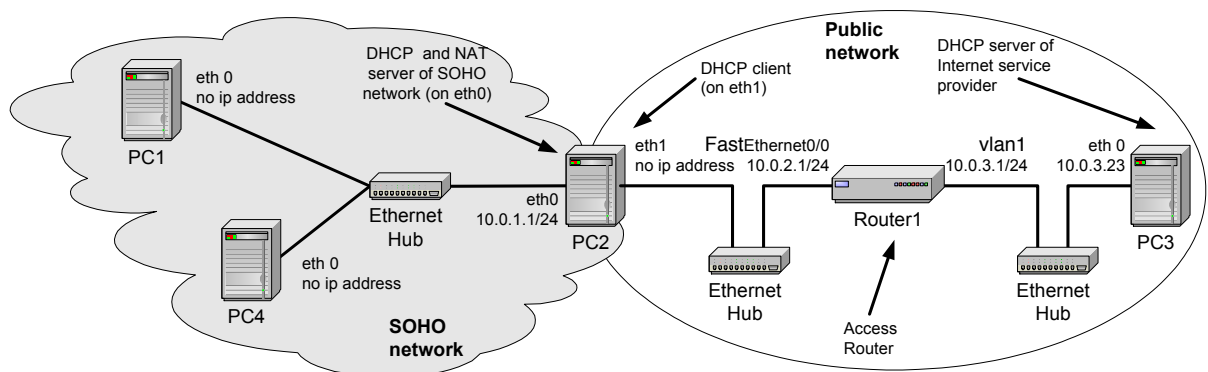 Public
network
DHCP and NAT
server of SOHO
network (on eth0)
DHCP client
(on eth1)
DHCP server of
Internet service
provider
eth 0
no ip address
PC1
Ethernet
Hub
eth0
10.0.1.1/24
PC2
eth1
no ip address
FastEthernet0/0
10.0.2.1/24
Router1
vlan1
10.0.3.1/24
eth 0
10.0.3.23
PC3
eth 0
no ip address
PC4
Ethernet
Hub
Ethernet
Hub
Access
Router
SOHO
network